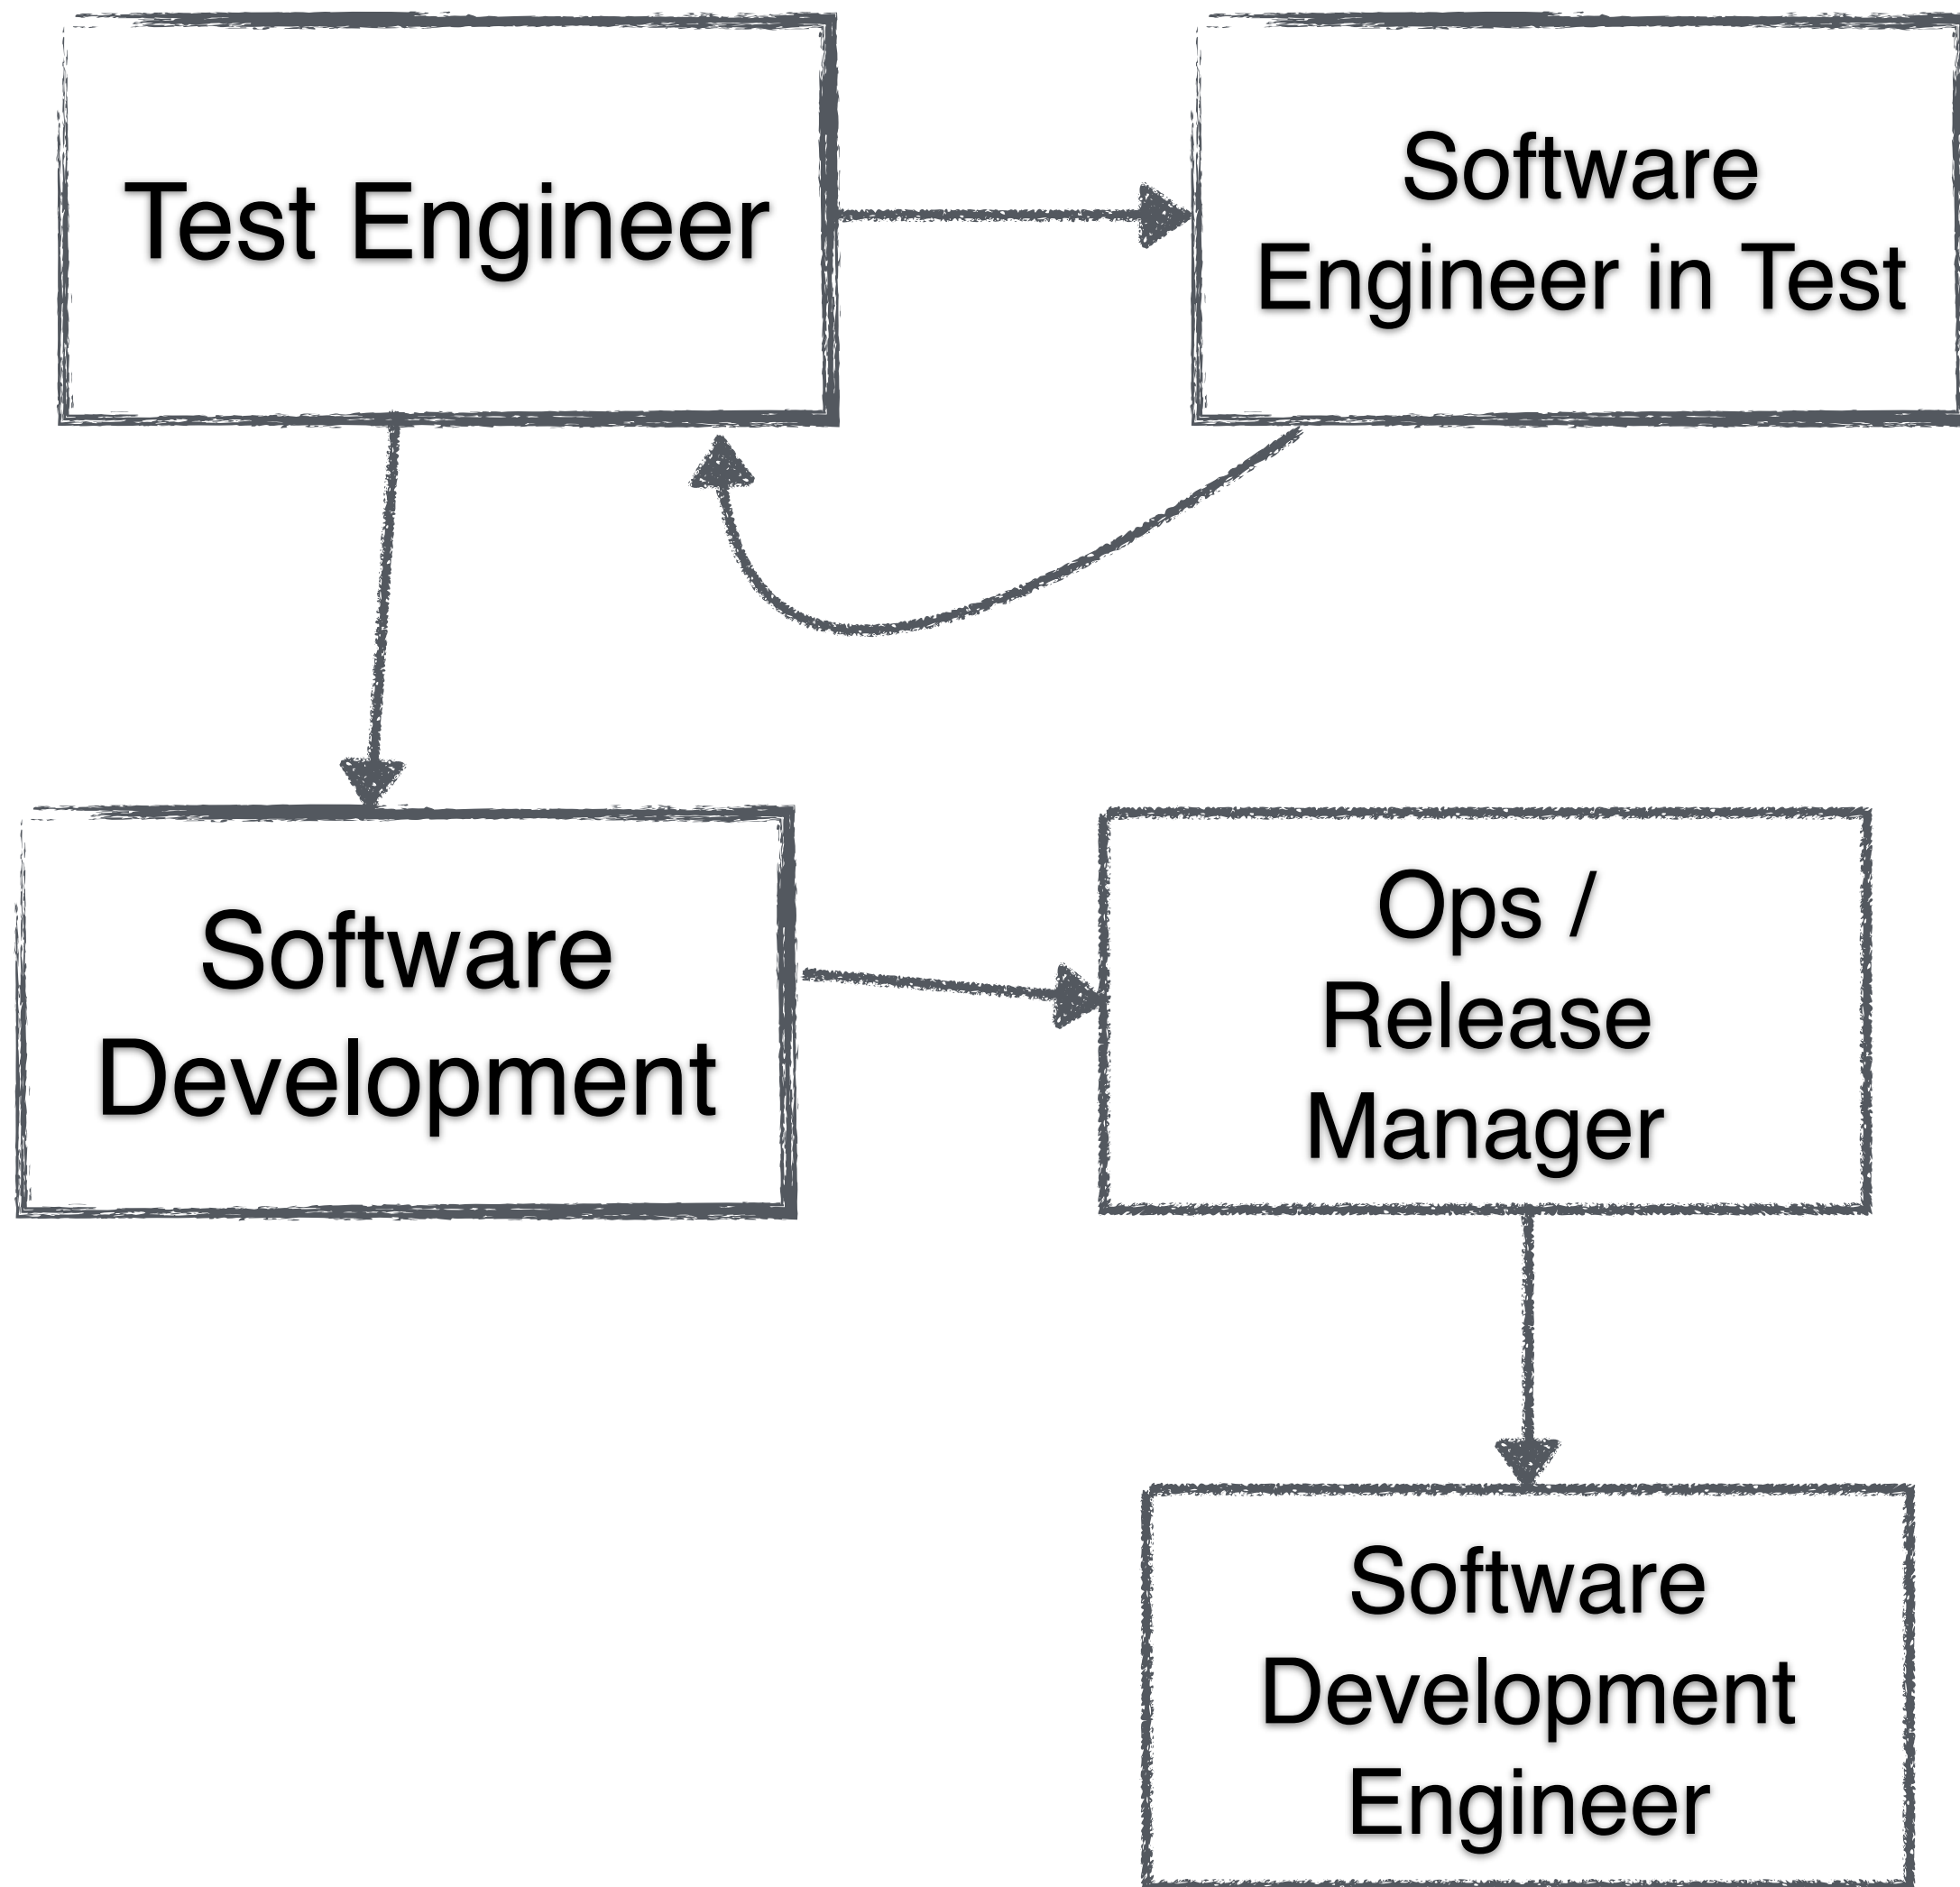 Test Engineer
Software
Engineer in Test
Software
Development
Ops /
Release
Manager
Software
Development
Engineer